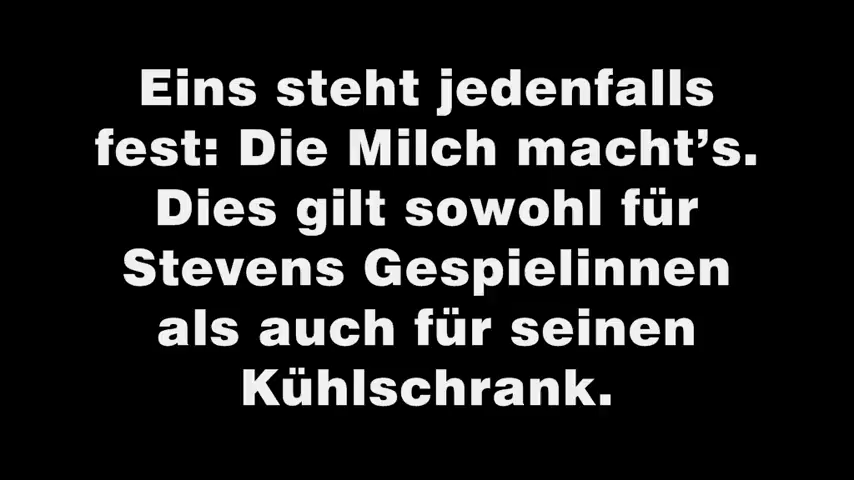 Eins steht jedenfalls
fest: Die Milch macht’s.
Dies gilt sowohl für
Stevens Gespielinnen
als auch für seinen
Kühlschrank.